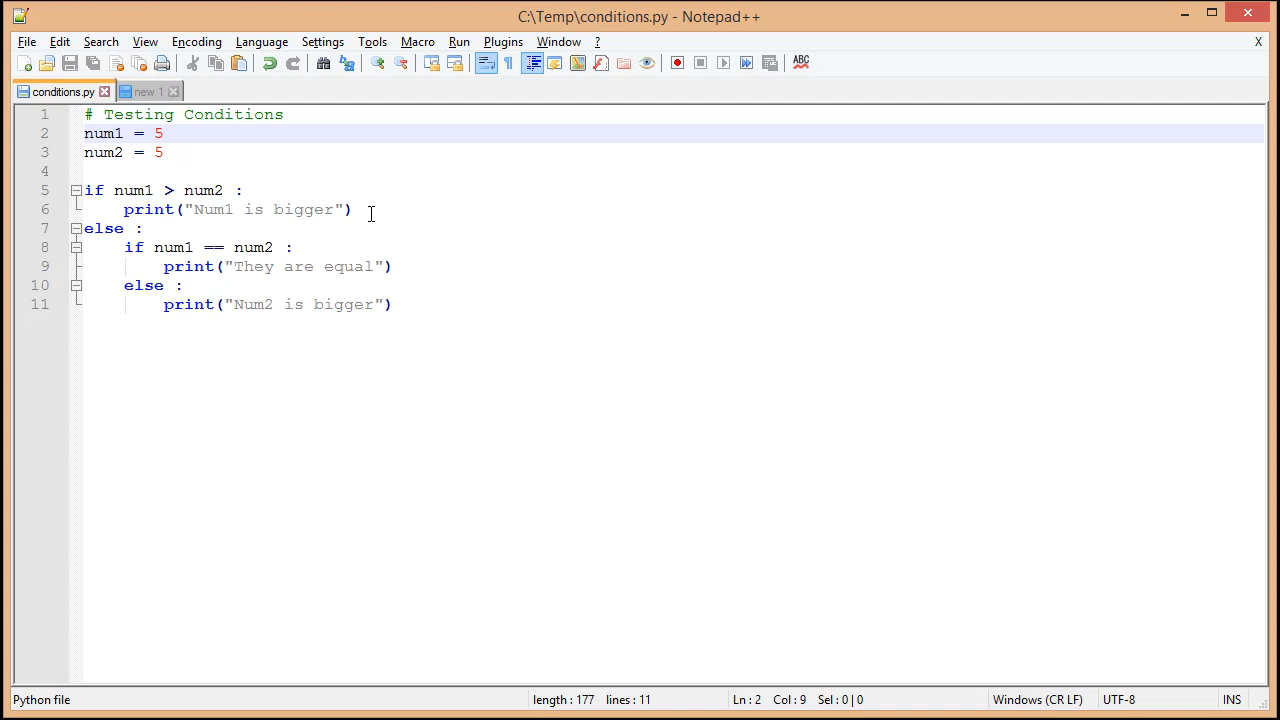 C:\Temp\conditions.py - Notepad++
File Edit Search View Encoding Language Settings Tools Macro Run Plugins Window ? X
ABC
conditions.py new 1
1 # Testing Conditions
2 num1 = 5
3 num2 = 5
4
5 if num1 > num2 :
6     print("Num1 is bigger")
7 else :
8     if num1 == num2 :
9         print("They are equal")
10     else :
11         print("Num2 is bigger")
Python file length : 177 lines : 11 Ln : 2 Col : 9 Sel : 0 | 0 Windows (CR LF) UTF-8 INS